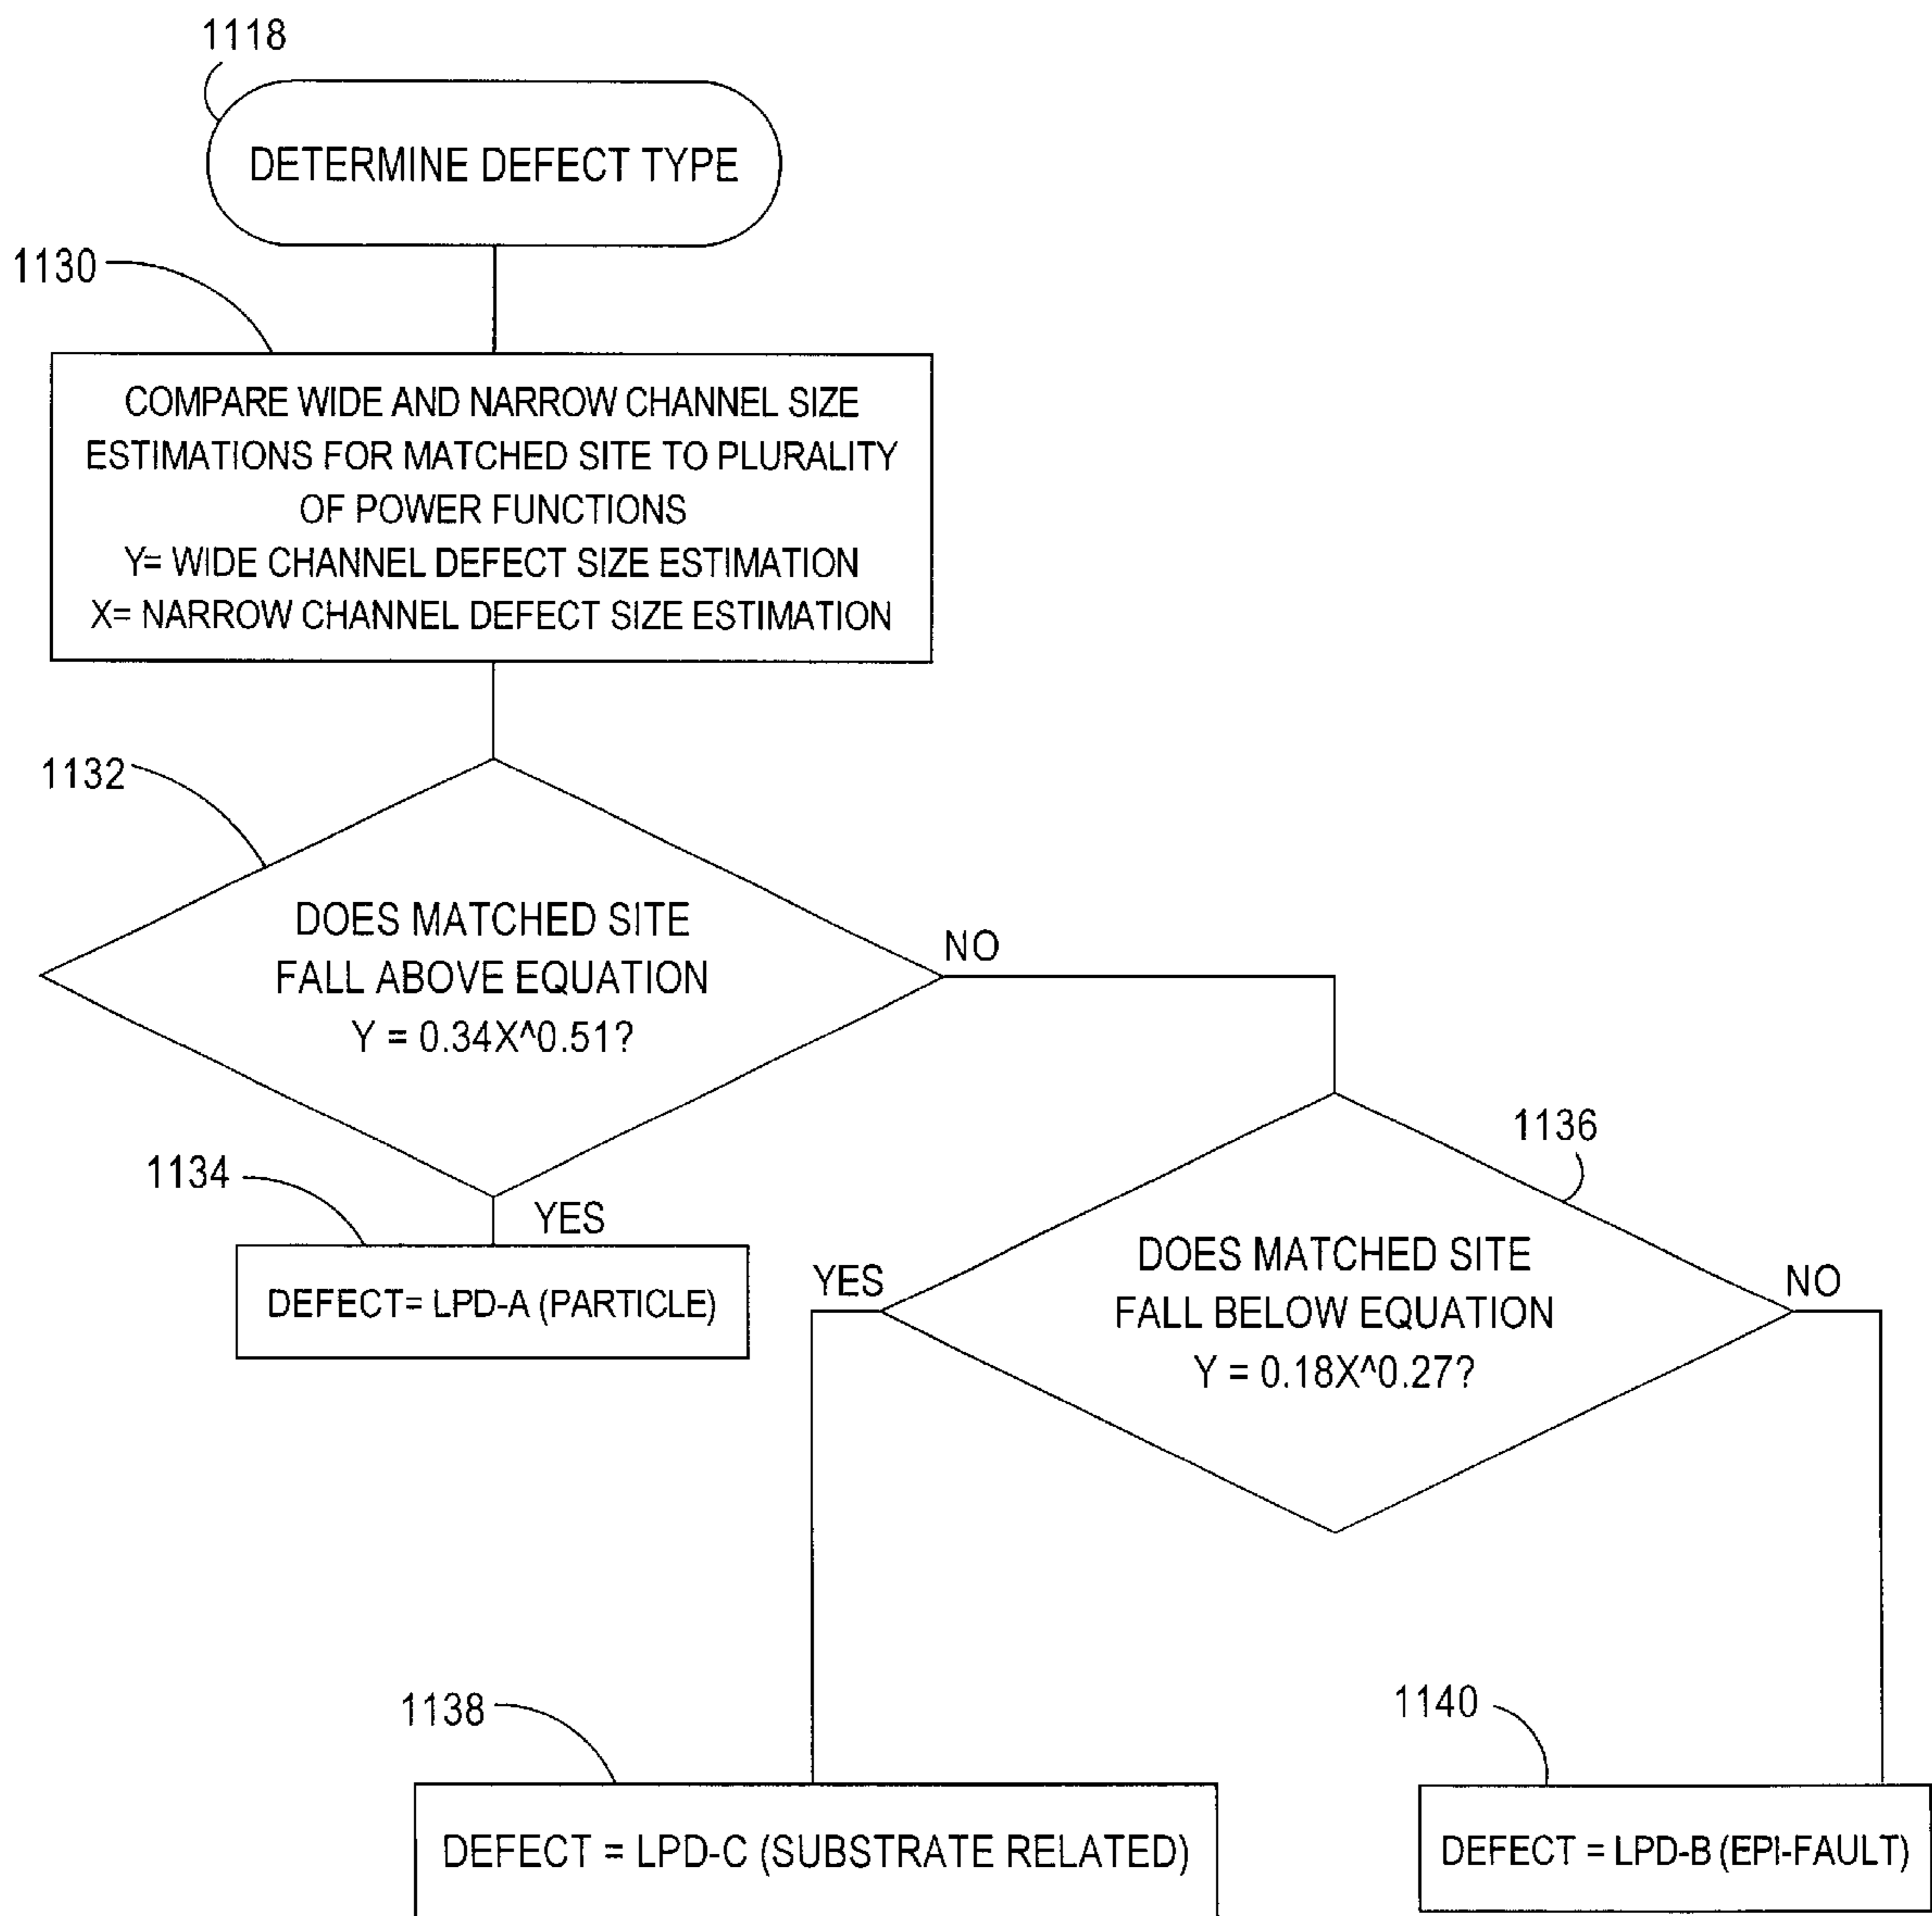 1118
DETERMINE DEFECT TYPE
1130
COMPARE WIDE AND NARROW CHANNEL SIZE
ESTIMATIONS FOR MATCHED SITE TO PLURALITY
OF POWER FUNCTIONS
Y= WIDE CHANNEL DEFECT SIZE ESTIMATION
X= NARROW CHANNEL DEFECT SIZE ESTIMATION
1132
DOES MATCHED SITE
FALL ABOVE EQUATION
Y = 0.34X^0.51?
NO
1134
YES
DEFECT= LPD-A (PARTICLE)
1136
DOES MATCHED SITE
FALL BELOW EQUATION
Y = 0.18X^0.27?
YES
NO
1138
DEFECT = LPD-C (SUBSTRATE RELATED)
1140
DEFECT = LPD-B (EPI-FAULT)